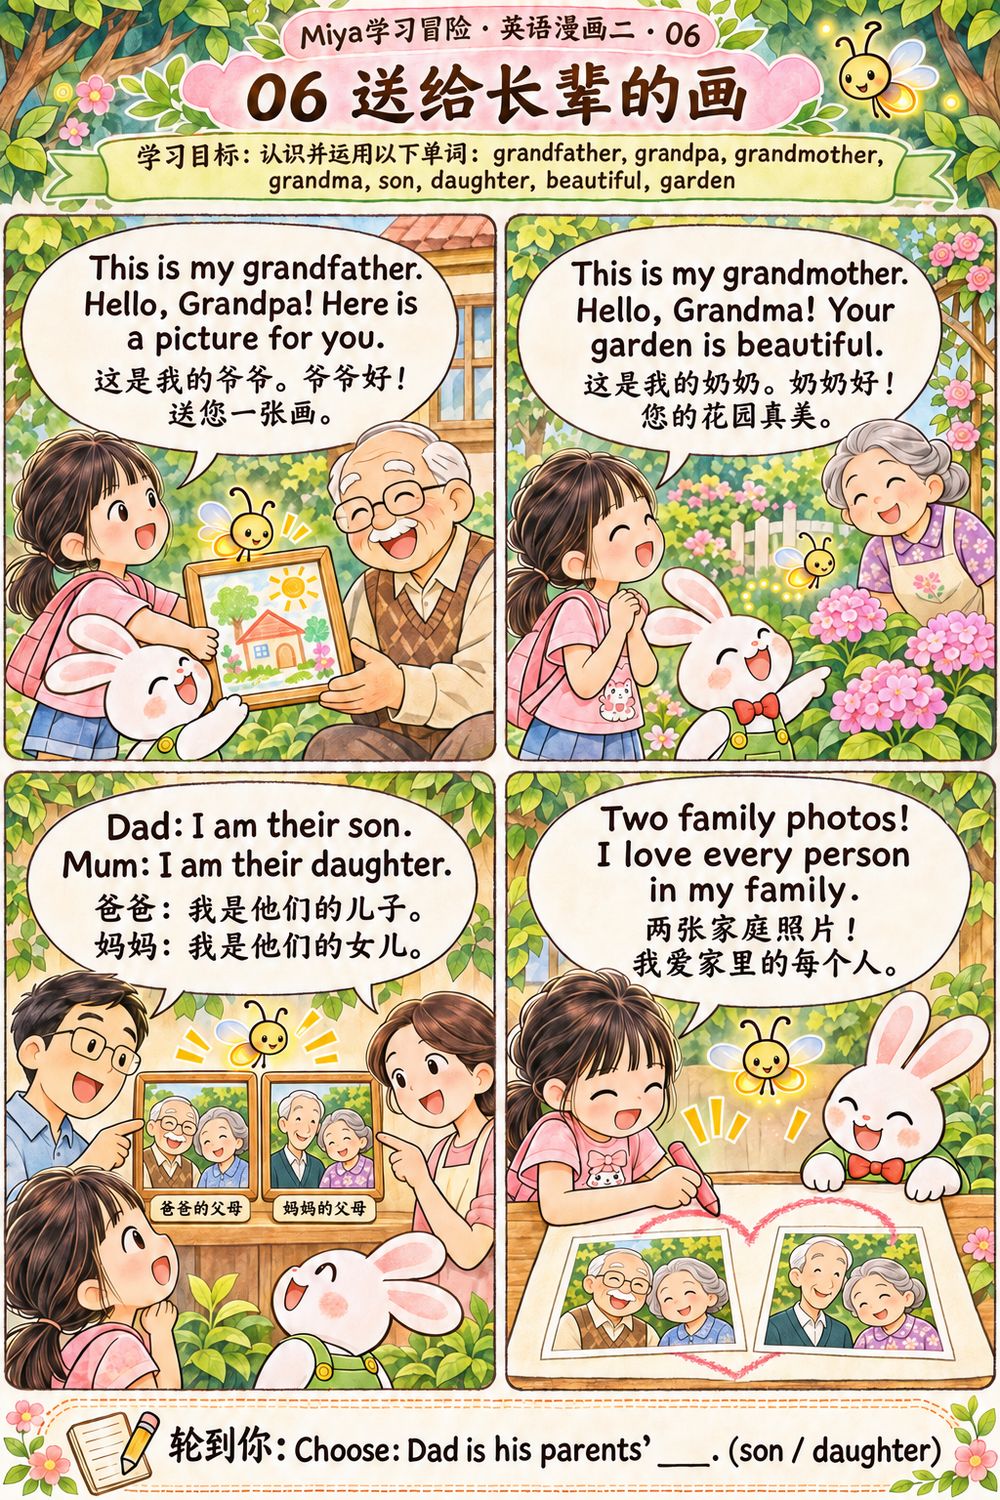 Miya学习冒险·英语漫画二·06
06 送给长辈的画
学习目标：认识并运用以下单词：grandfather, grandpa, grandmother,
grandma, son, daughter, beautiful, garden
This is my grandfather.
Hello, Grandpa! Here is
a picture for you.
这是我的爷爷。爷爷好！
送您一张画。
This is my grandmother.
Hello, Grandma! Your
garden is beautiful.
这是我的奶奶。奶奶好！
您的花园真美。
Dad: I am their son.
Mum: I am their daughter.
爸爸：我是他们的儿子。
妈妈：我是他们的女儿。
爸爸的父母
妈妈的父母
Two family photos!
I love every person
in my family.
两张家庭照片！
我爱家里的每个人。
轮到你：Choose: Dad is his parents’ ___. (son / daughter)